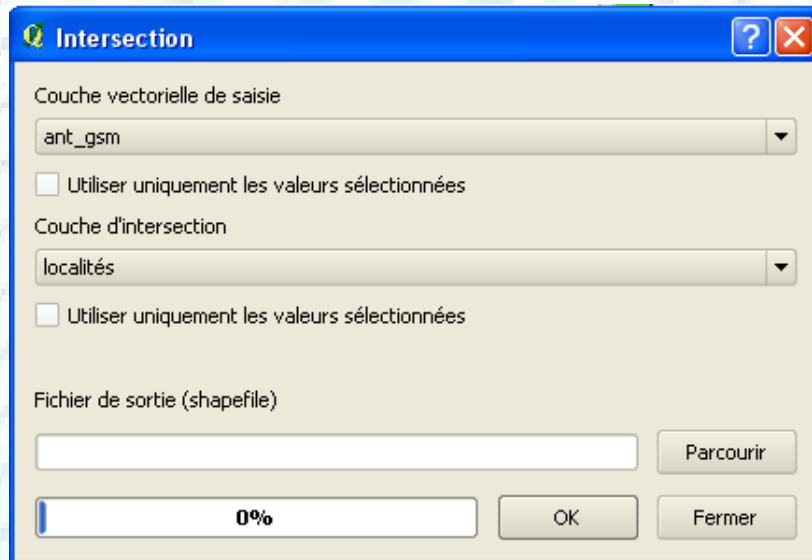 Intersection
Couche vectorielle de saisie
ant_gsm
Utiliser uniquement les valeurs sélectionnées
Couche d'intersection
localités
Utiliser uniquement les valeurs sélectionnées
Fichier de sortie (shapefile)
Parcourir
0%
OK
Fermer